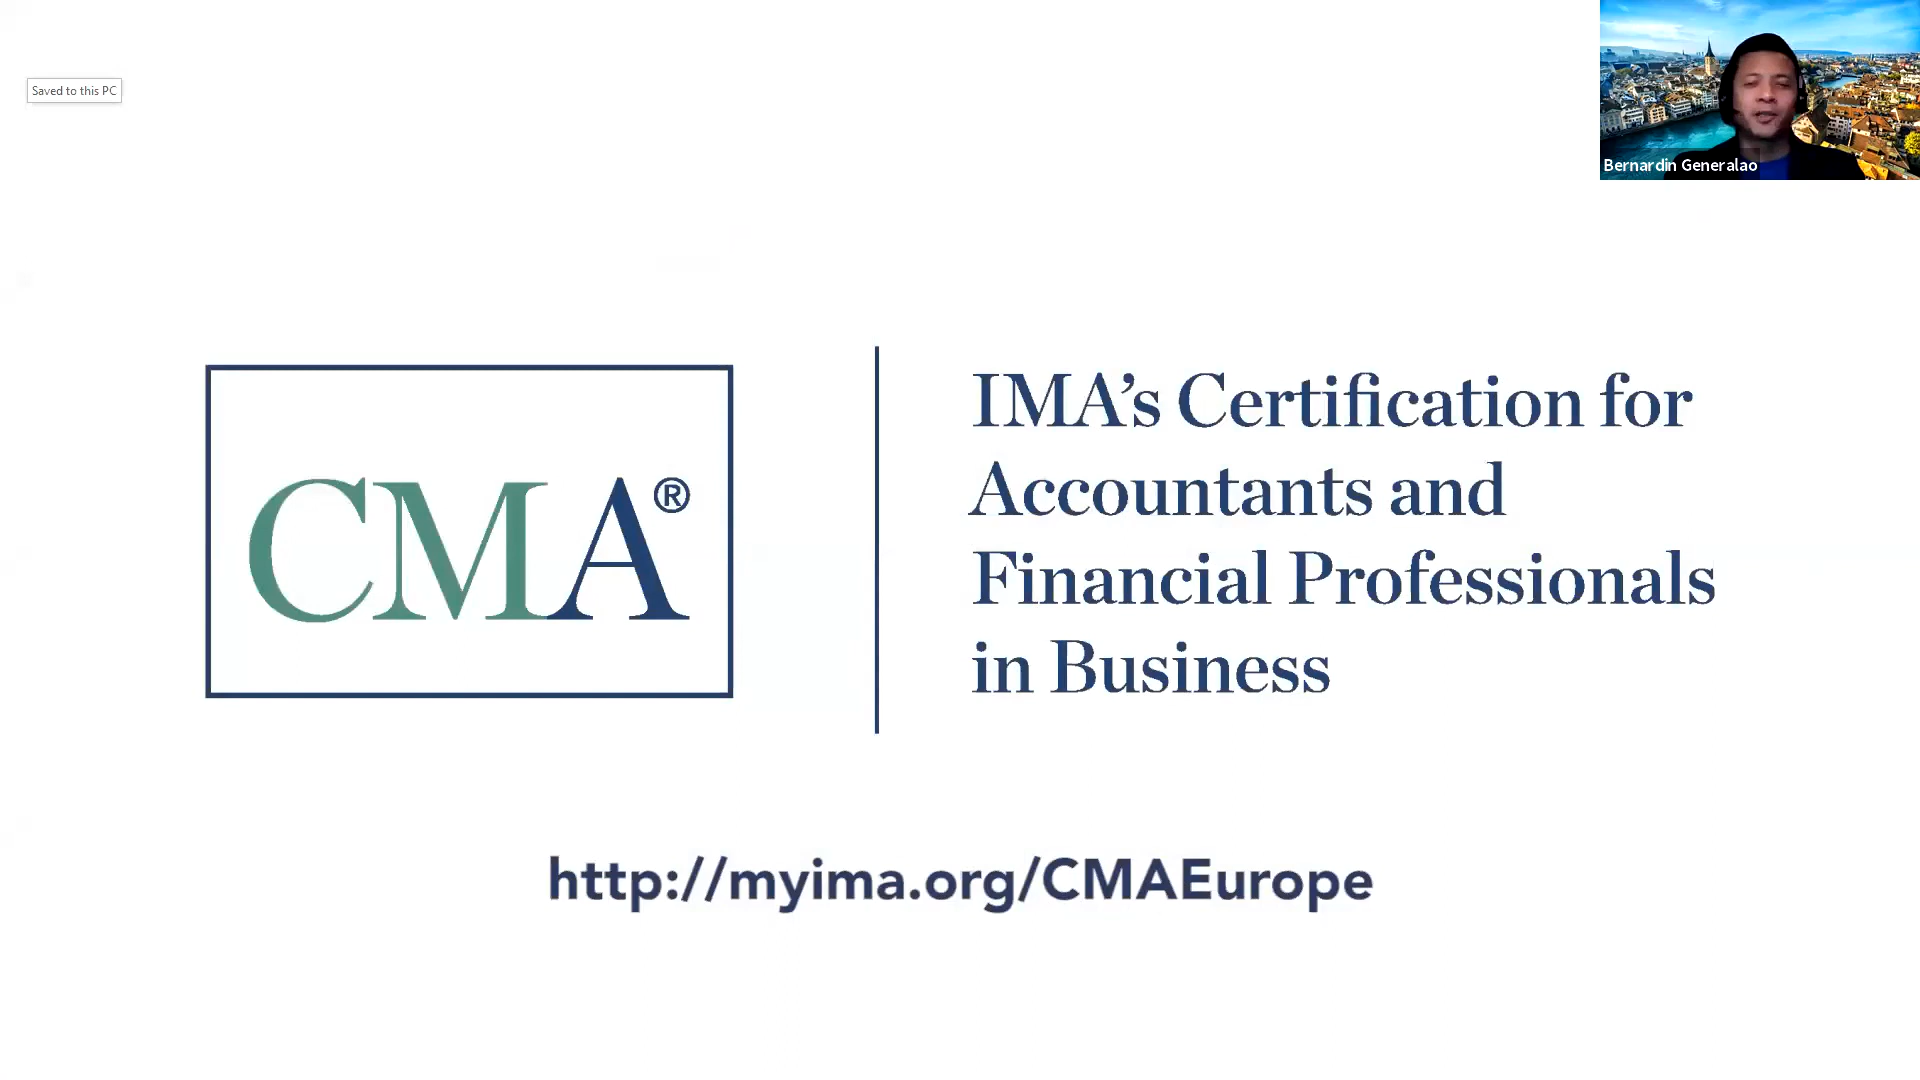 Saved to this PC
Bernardin Generalao
CMA®
IMA’s Certification for
Accountants and
Financial Professionals
in Business
http://myima.org/CMAEurope